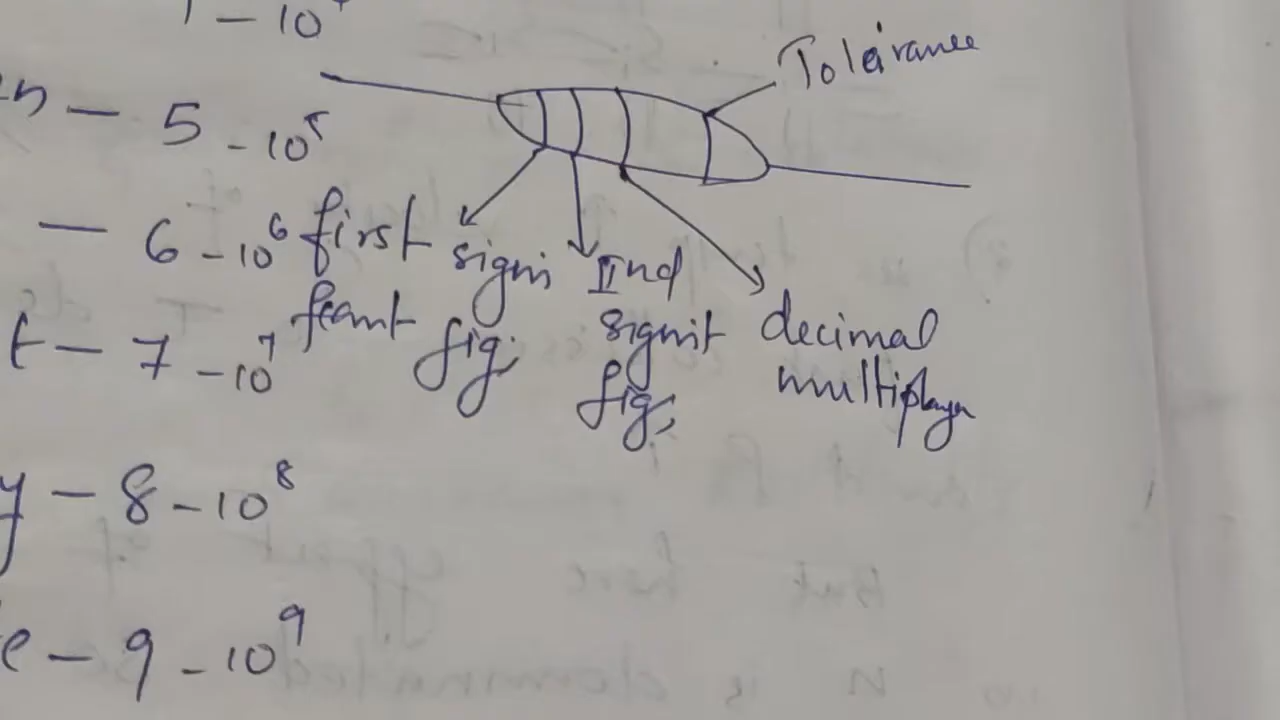 - 10
Tolerance
en - 5 - 10⁵
- 6 - 10⁶
first signi
ficant fig;
IInd
signit
fig;
decimal
multiplayer
t - 7 - 10⁷
y - 8 - 10⁸
e - 9 - 10⁹